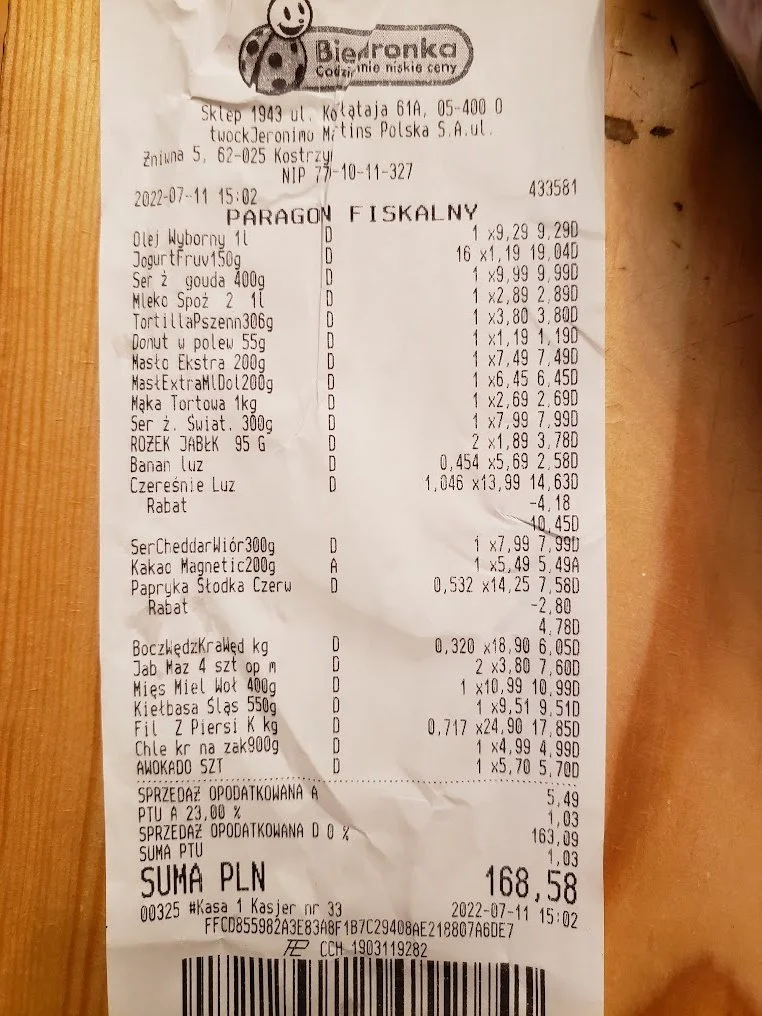 Biedronka
Codziennie niskie ceny
Sklep 1943 ul. Kołątaja 61A, 05-400 O
twockJeronimo Martins Polska S.A.ul.
Żniwna 5, 62-025 Kostrzyn
NIP 77-10-11-327
2022-07-11 15:02 433581
PARAGON FISKALNY
Olej Wyborny 1l D 1 x9,29 9,29D
JogurtFruv150g D 16 x1,19 19,04D
Ser ż gouda 400g D 1 x9,99 9,99D
Mleko Spoż 2 1l D 1 x2,89 2,89D
TortillaPszenn306g D 1 x3,80 3,80D
Donut w polew 55g D 1 x1,19 1,19D
Masło Ekstra 200g D 1 x7,49 7,49D
MasłExtraMlDol200g D 1 x6,45 6,45D
Mąka Tortowa 1kg D 1 x2,69 2,69D
Ser ż. Świat. 300g D 1 x7,99 7,99D
ROŻEK JABŁK 95 G D 2 x1,89 3,78D
Banan luz D 0,454 x5,69 2,58D
Czereśnie Luz D 1,046 x13,99 14,63D
Rabat -4,18
10,45D
SerCheddarWiór300g D 1 x7,99 7,99D
Kakao Magnetic200g A 1 x5,49 5,49A
Papryka Słodka Czerw D 0,532 x14,25 7,58D
Rabat -2,80
4,78D
BoczWędzKraWęd kg D 0,320 x18,90 6,05D
Jab Maz 4 szt op m D 2 x3,80 7,60D
Mięs Miel Woł 400g D 1 x10,99 10,99D
Kiełbasa Śląs 550g D 1 x9,51 9,51D
Fil Z Piersi K kg D 0,717 x24,90 17,85D
Chle kr na zak900g D 1 x4,99 4,99D
AWOKADO SZT D 1 x5,70 5,70D
SPRZEDAŻ OPODATKOWANA A 5,49
PTU A 23,00 % 1,03
SPRZEDAŻ OPODATKOWANA D 0 % 163,09
SUMA PTU 1,03
SUMA PLN 168,58
00325 #Kasa 1 Kasjer nr 33 2022-07-11 15:02
FFCD855982A3E83A8F1B7C29408AE218807A6DE7
CCH 1903119282